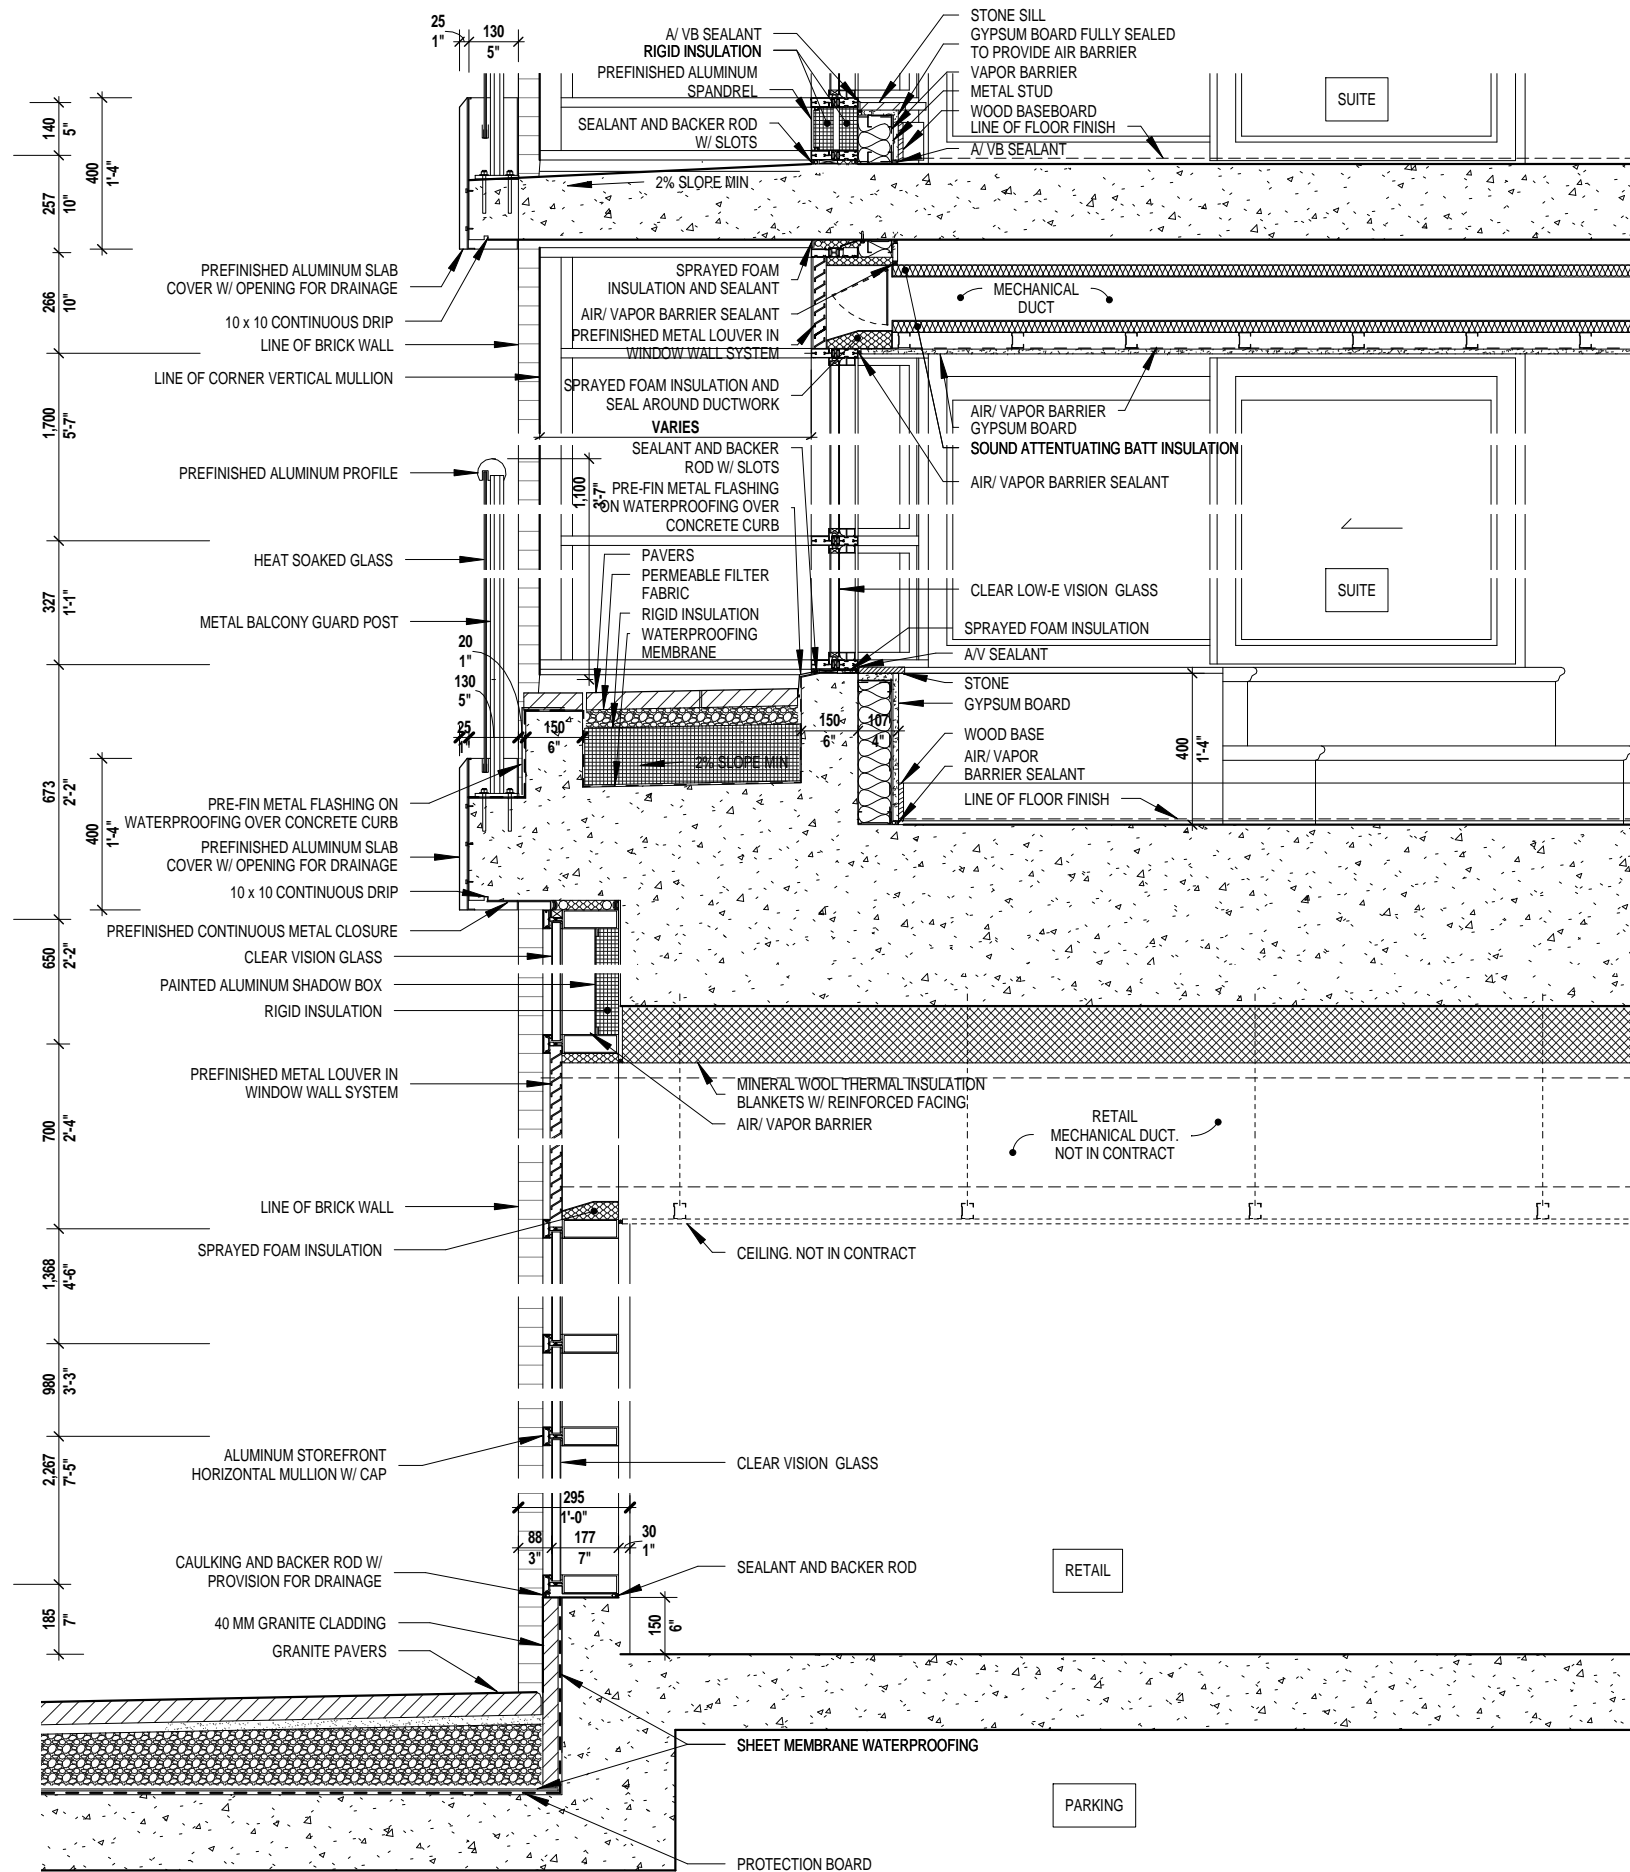 25
1"
130
5"
A/ VB SEALANT
RIGID INSULATION
PREFINISHED ALUMINUM
SPANDREL
SEALANT AND BACKER ROD
W/ SLOTS
STONE SILL
GYPSUM BOARD FULLY SEALED
TO PROVIDE AIR BARRIER
VAPOR BARRIER
METAL STUD
WOOD BASEBOARD
LINE OF FLOOR FINISH
A/ VB SEALANT
SUITE
140
5"
400
1'-4"
257
10"
2% SLOPE MIN
PREFINISHED ALUMINUM SLAB
COVER W/ OPENING FOR DRAINAGE
10 x 10 CONTINUOUS DRIP
LINE OF BRICK WALL
LINE OF CORNER VERTICAL MULLION
266
10"
SPRAYED FOAM
INSULATION AND SEALANT
AIR/ VAPOR BARRIER SEALANT
PREFINISHED METAL LOUVER IN
WINDOW WALL SYSTEM
SPRAYED FOAM INSULATION AND
SEAL AROUND DUCTWORK
MECHANICAL
DUCT
AIR/ VAPOR BARRIER
GYPSUM BOARD
SOUND ATTENTUATING BATT INSULATION
AIR/ VAPOR BARRIER SEALANT
1,700
5'-7"
VARIES
SEALANT AND BACKER
ROD W/ SLOTS
PREFINISHED ALUMINUM PROFILE
1,100
3'-7"
PRE-FIN METAL FLASHING
ON WATERPROOFING OVER
CONCRETE CURB
HEAT SOAKED GLASS
PAVERS
PERMEABLE FILTER
FABRIC
RIGID INSULATION
WATERPROOFING
MEMBRANE
CLEAR LOW-E VISION GLASS
SUITE
327
1'-1"
METAL BALCONY GUARD POST
20
1"
SPRAYED FOAM INSULATION
A/V SEALANT
STONE
GYPSUM BOARD
130
5"
25
1"
150
6"
150
6"
107
4"
WOOD BASE
AIR/ VAPOR
BARRIER SEALANT
LINE OF FLOOR FINISH
400
1'-4"
2% SLOPE MIN
673
2'-2"
400
1'-4"
PRE-FIN METAL FLASHING ON
WATERPROOFING OVER CONCRETE CURB
PREFINISHED ALUMINUM SLAB
COVER W/ OPENING FOR DRAINAGE
10 x 10 CONTINUOUS DRIP
PREFINISHED CONTINUOUS METAL CLOSURE
CLEAR VISION GLASS
PAINTED ALUMINUM SHADOW BOX
RIGID INSULATION
650
2'-2"
PREFINISHED METAL LOUVER IN
WINDOW WALL SYSTEM
MINERAL WOOL THERMAL INSULATION
BLANKETS W/ REINFORCED FACING
AIR/ VAPOR BARRIER
RETAIL
MECHANICAL DUCT.
NOT IN CONTRACT
700
2'-4"
LINE OF BRICK WALL
SPRAYED FOAM INSULATION
CEILING. NOT IN CONTRACT
1,368
4'-6"
980
3'-3"
ALUMINUM STOREFRONT
HORIZONTAL MULLION W/ CAP
CLEAR VISION GLASS
2,267
7'-5"
295
1'-0"
88
3"
177
7"
30
1"
CAULKING AND BACKER ROD W/
PROVISION FOR DRAINAGE
SEALANT AND BACKER ROD
RETAIL
185
7"
150
6"
40 MM GRANITE CLADDING
GRANITE PAVERS
SHEET MEMBRANE WATERPROOFING
PARKING
PROTECTION BOARD